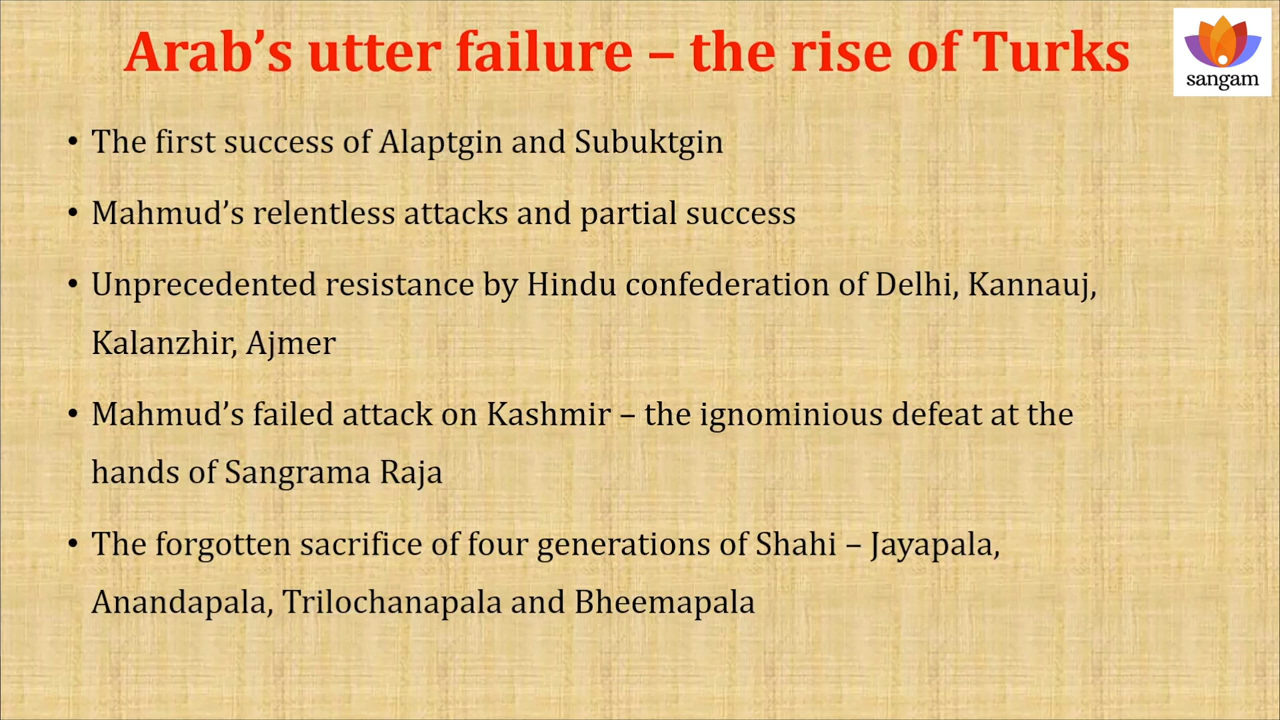 Arab’s utter failure – the rise of Turks
sangam
• The first success of Alaptgin and Subuktgin
• Mahmud’s relentless attacks and partial success
• Unprecedented resistance by Hindu confederation of Delhi, Kannauj,
Kalanzhir, Ajmer
• Mahmud’s failed attack on Kashmir – the ignominious defeat at the
hands of Sangrama Raja
• The forgotten sacrifice of four generations of Shahi – Jayapala,
Anandapala, Trilochanapala and Bheemapala